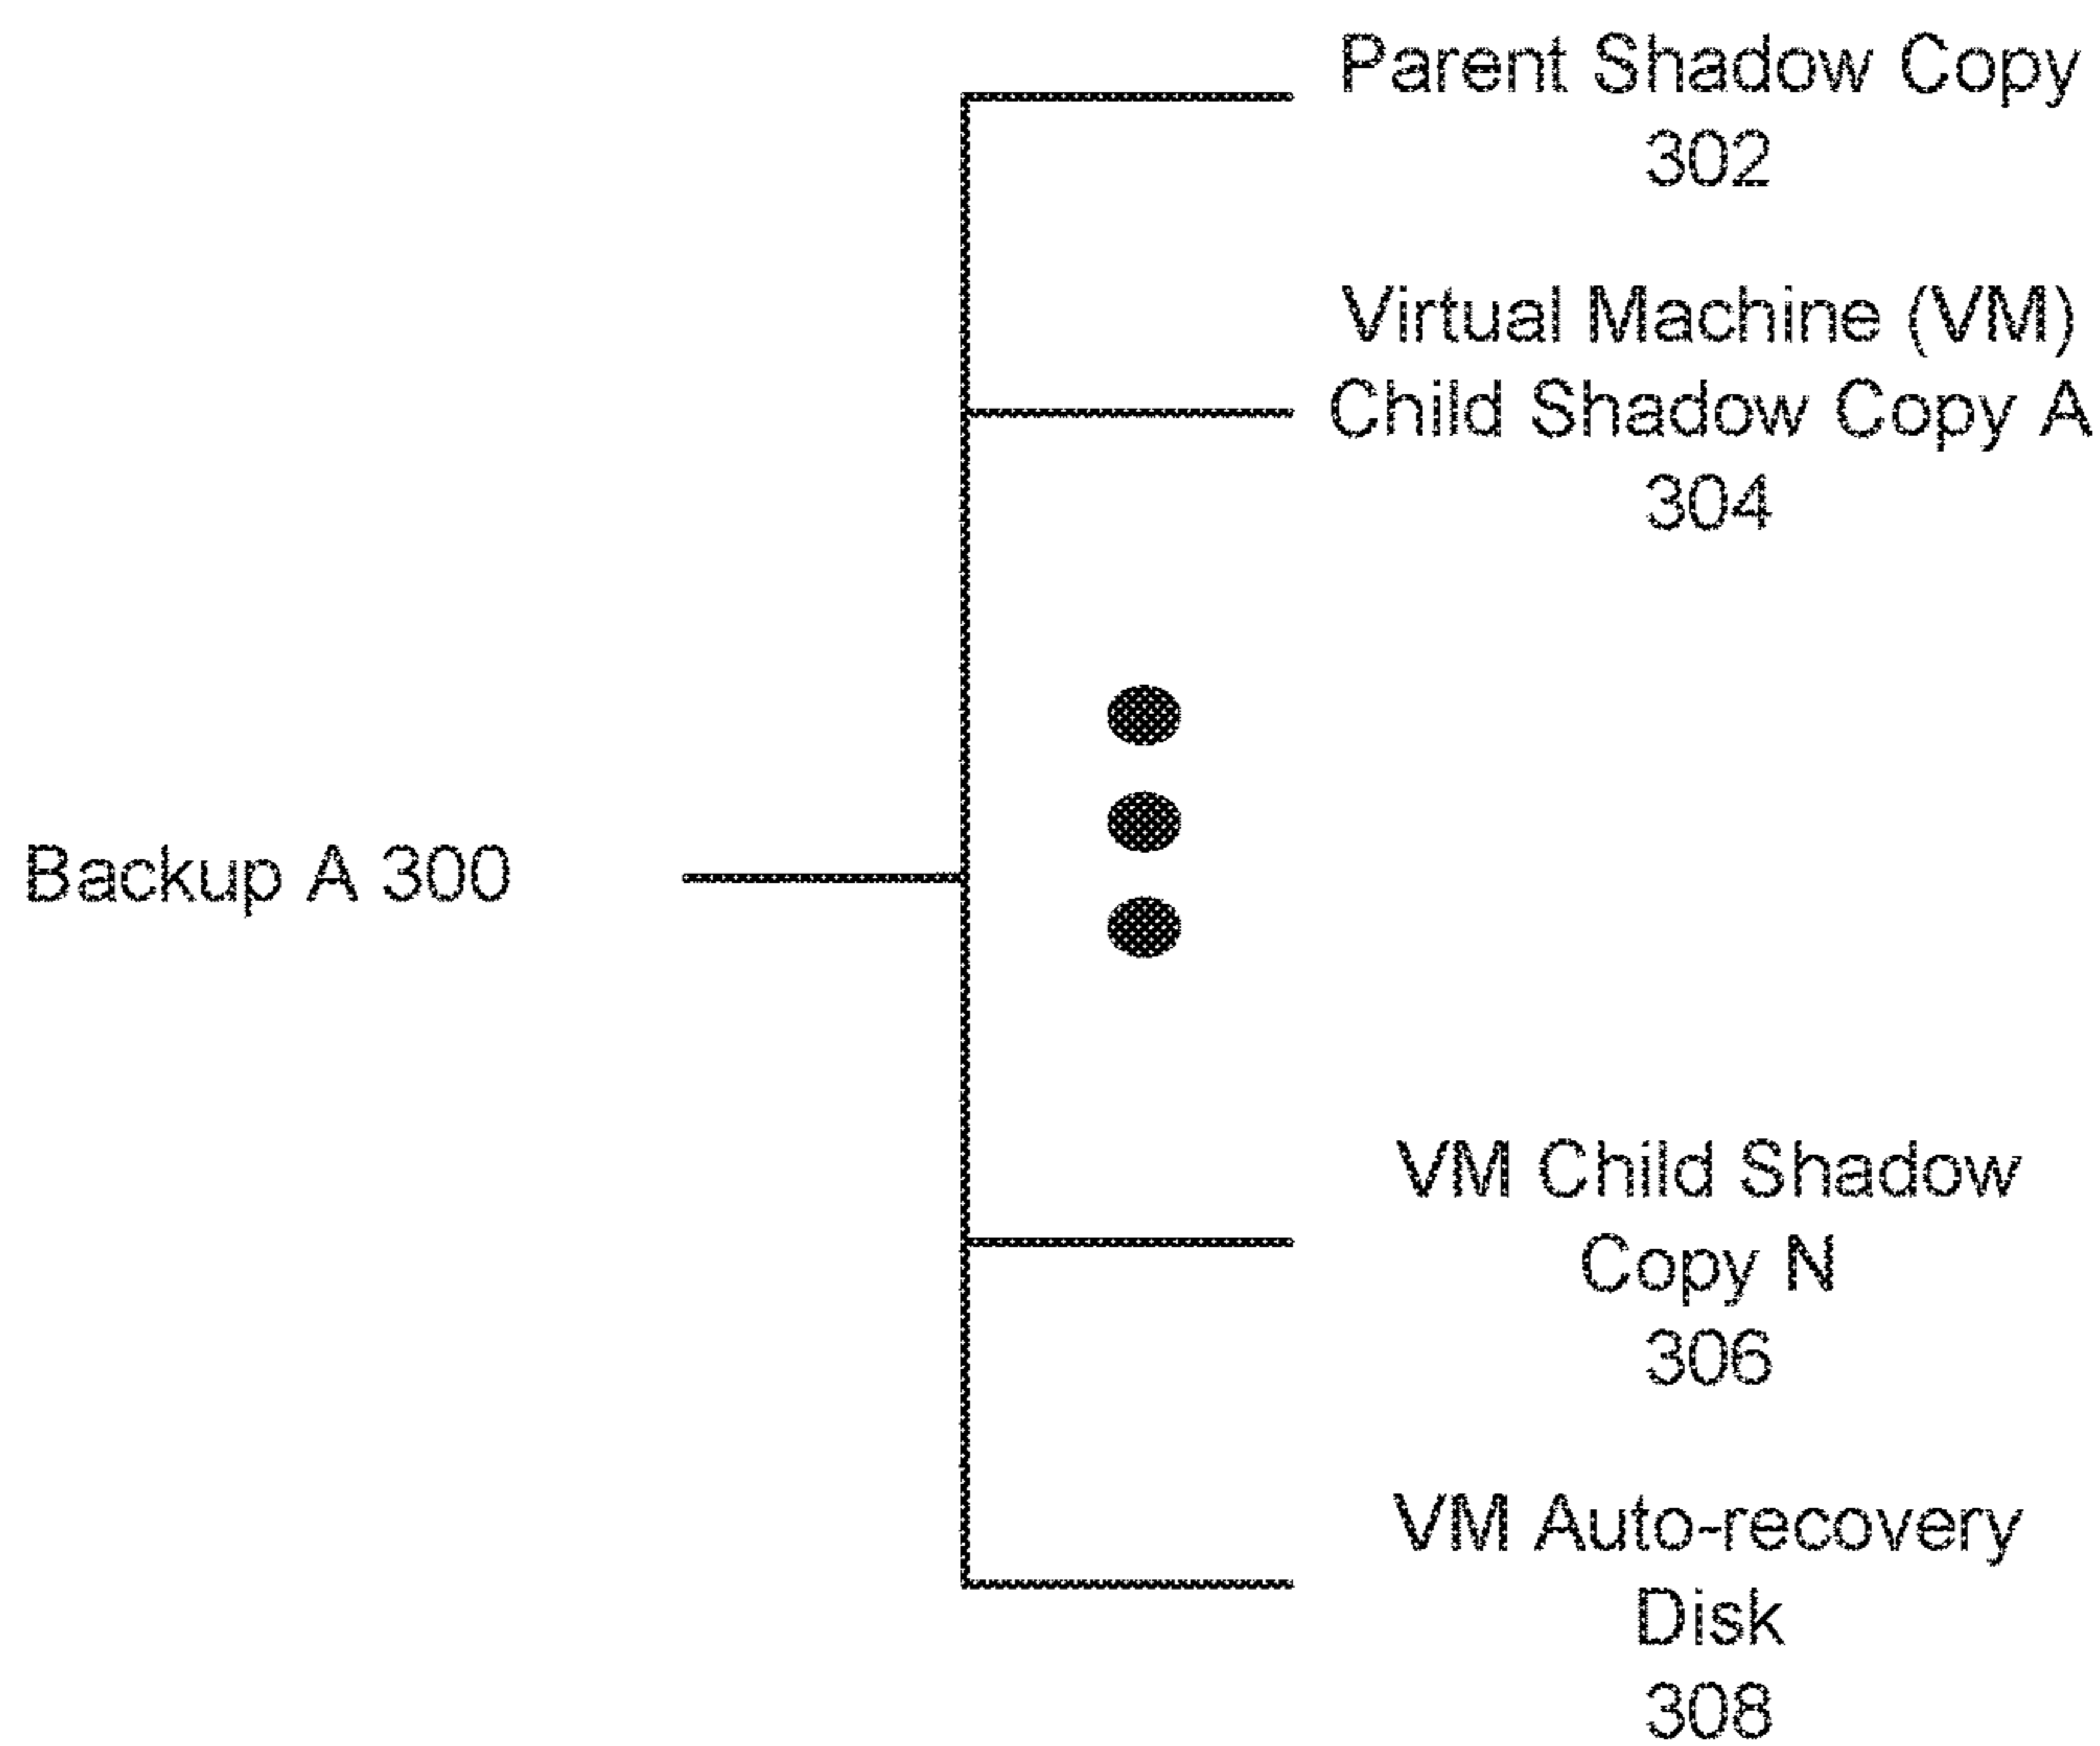 Parent Shadow Copy
302
Virtual Machine (VM)
Child Shadow Copy A
304
Backup A 300
VM Child Shadow
Copy N
306
VM Auto-recovery
Disk
308